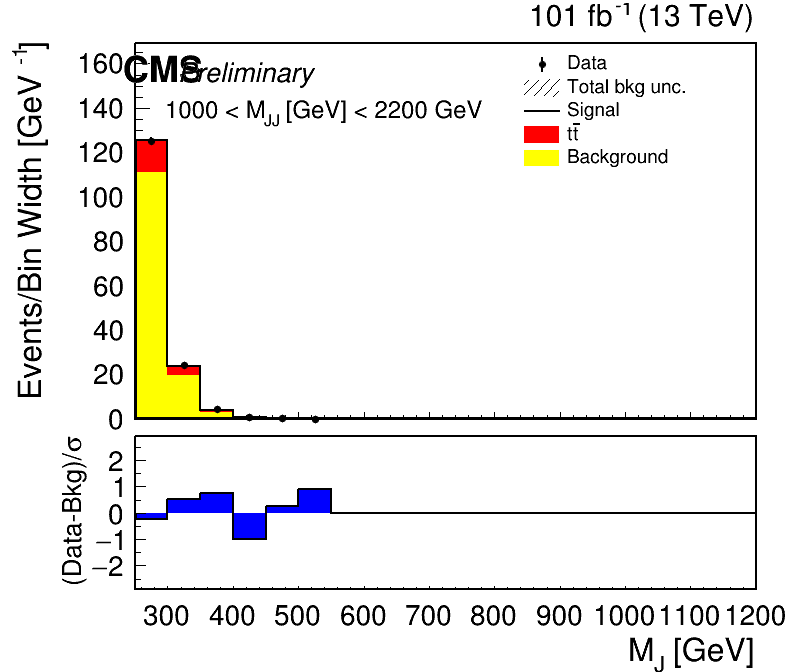 101 fb⁻¹ (13 TeV)
CMS Preliminary
1000 < M_JJ [GeV] < 2200 GeV
Data
Total bkg unc.
Signal
tt̄
Background
Events/Bin Width [GeV⁻¹]
160
140
120
100
80
60
40
20
0
(Data-Bkg)/σ
2
1
0
−1
−2
300 400 500 600 700 800 900 1000 1100 1200
M_J [GeV]